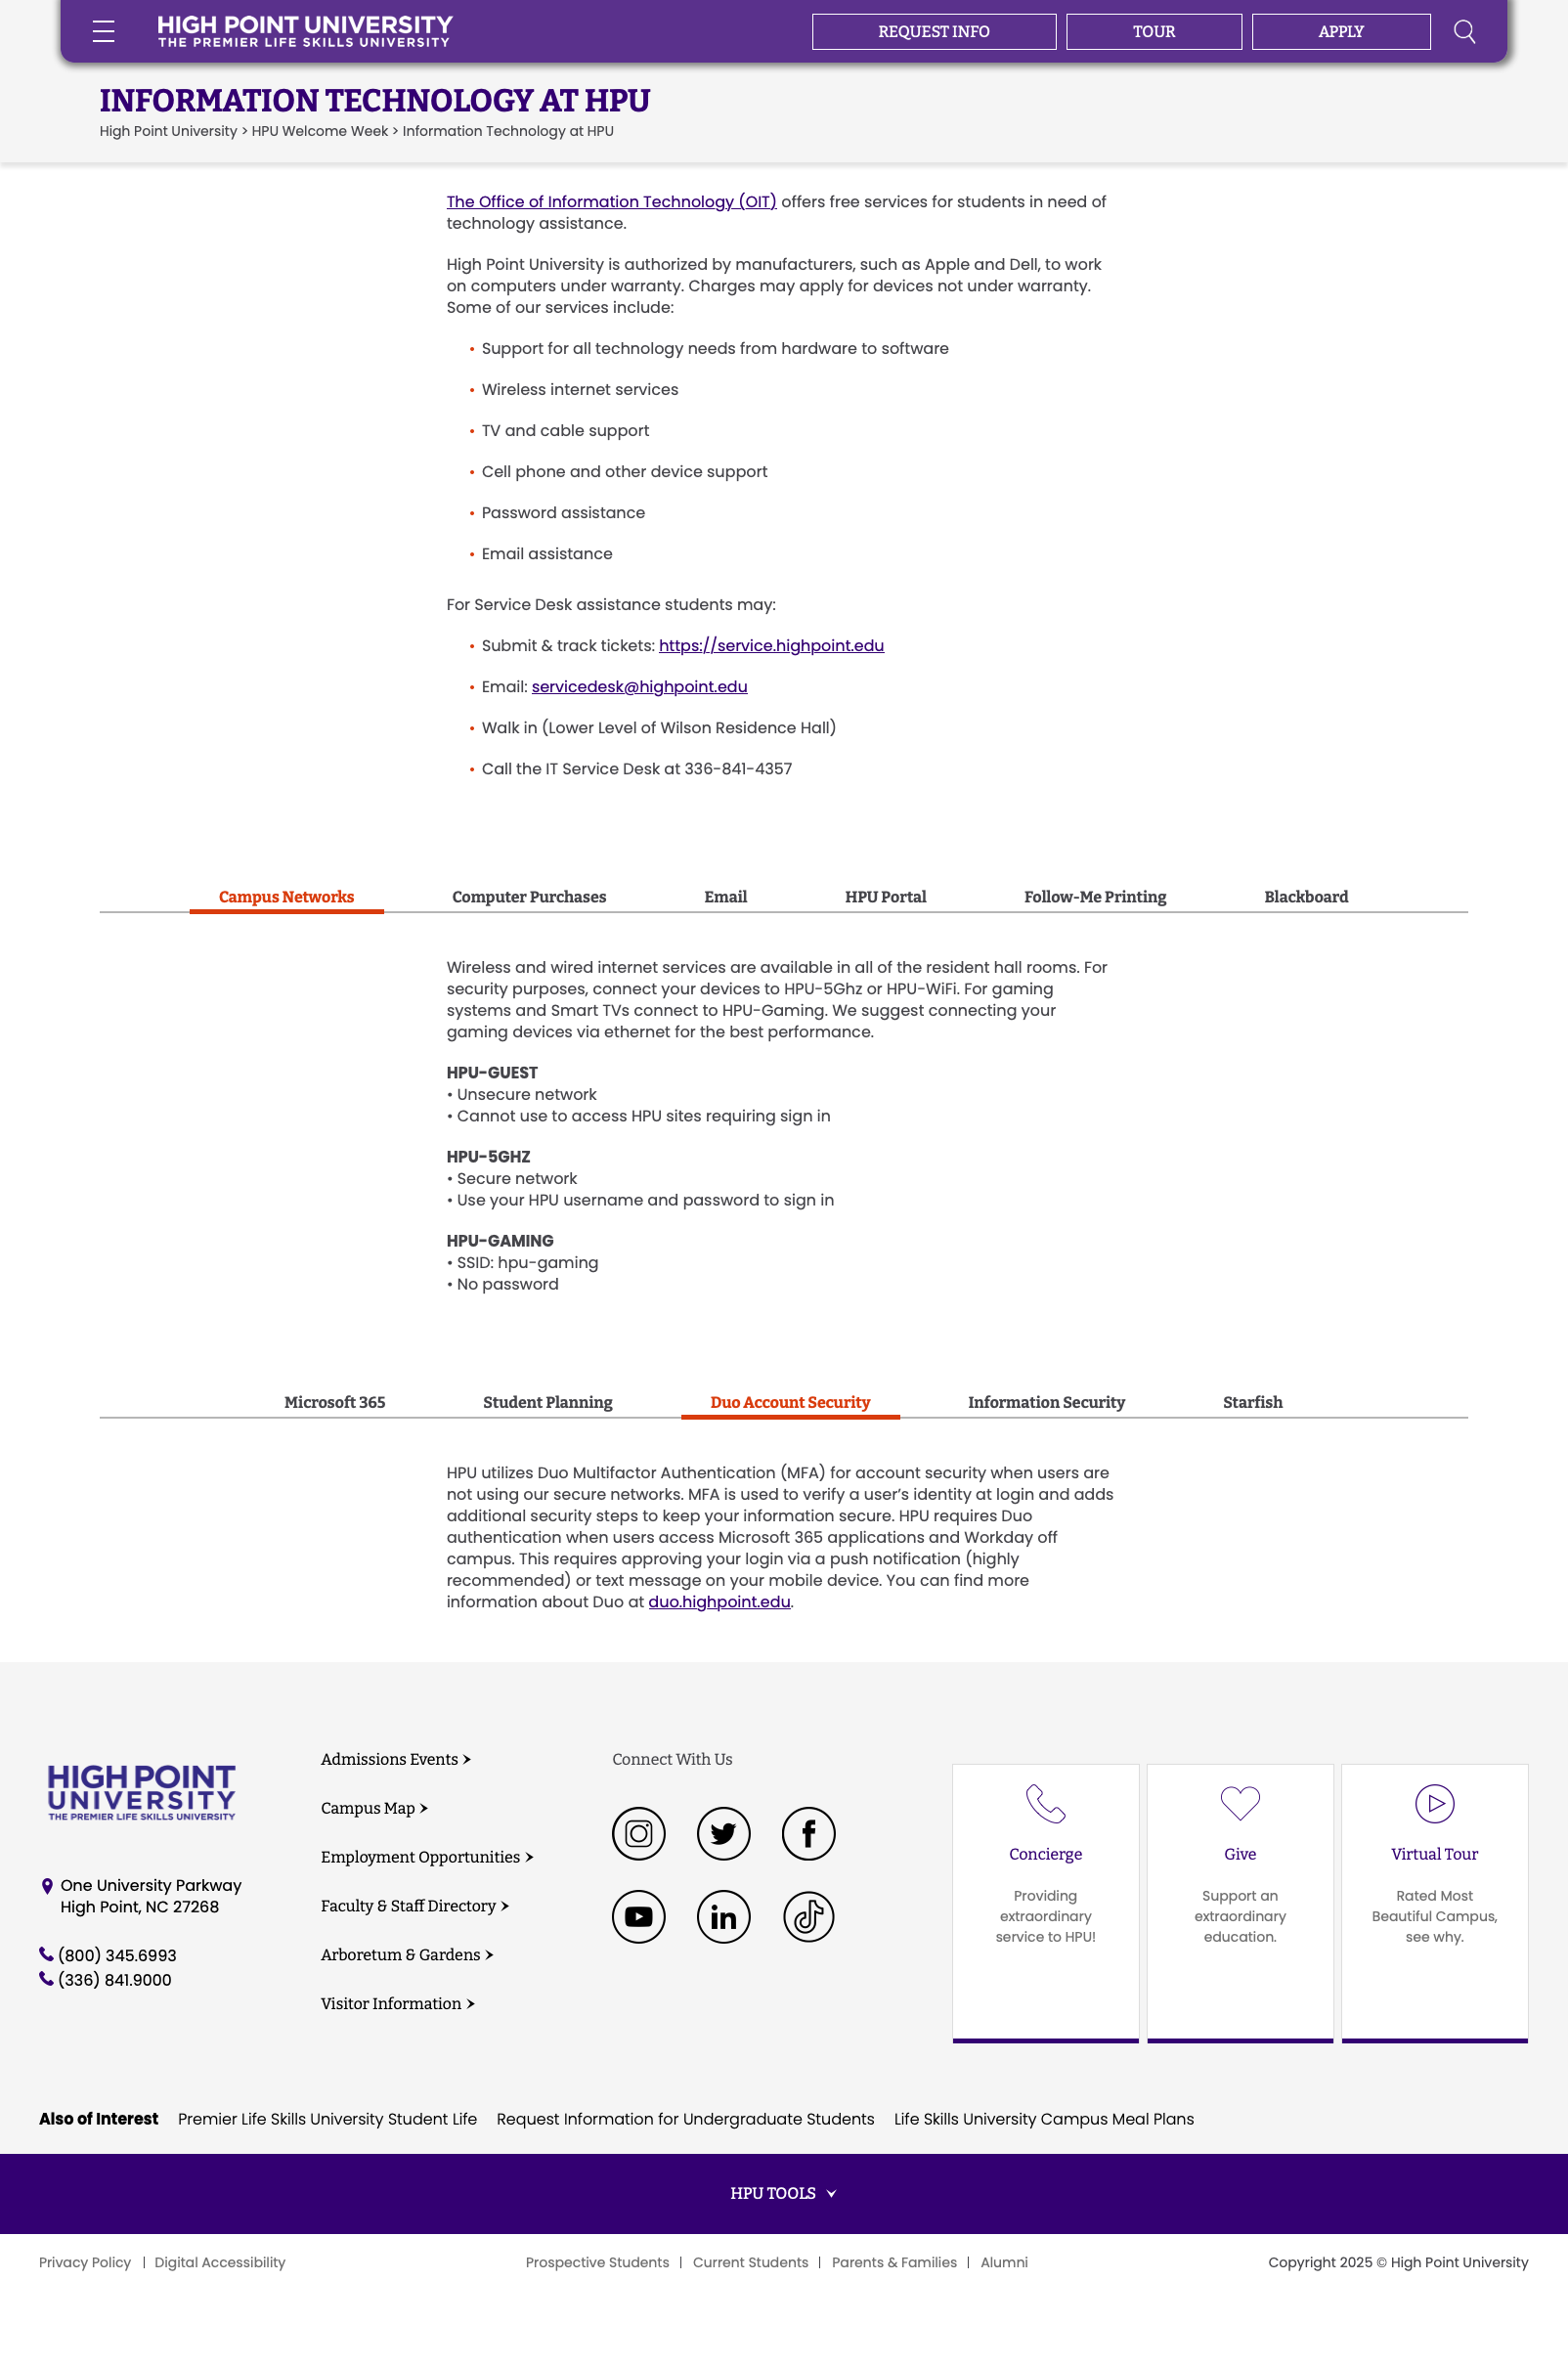 HIGH POINT UNIVERSITY
THE PREMIER LIFE SKILLS UNIVERSITY
REQUEST INFO
TOUR
APPLY
INFORMATION TECHNOLOGY AT HPU
High Point University > HPU Welcome Week > Information Technology at HPU
The Office of Information Technology (OIT) offers free services for students in need of
technology assistance.
High Point University is authorized by manufacturers, such as Apple and Dell, to work
on computers under warranty. Charges may apply for devices not under warranty.
Some of our services include:
• Support for all technology needs from hardware to software
• Wireless internet services
• TV and cable support
• Cell phone and other device support
• Password assistance
• Email assistance
For Service Desk assistance students may:
• Submit & track tickets: https://service.highpoint.edu
• Email: servicedesk@highpoint.edu
• Walk in (Lower Level of Wilson Residence Hall)
• Call the IT Service Desk at 336-841-4357
Campus Networks
Computer Purchases
Email
HPU Portal
Follow-Me Printing
Blackboard
Wireless and wired internet services are available in all of the resident hall rooms. For
security purposes, connect your devices to HPU-5Ghz or HPU-WiFi. For gaming
systems and Smart TVs connect to HPU-Gaming. We suggest connecting your
gaming devices via ethernet for the best performance.
HPU-GUEST
• Unsecure network
• Cannot use to access HPU sites requiring sign in
HPU-5GHZ
• Secure network
• Use your HPU username and password to sign in
HPU-GAMING
• SSID: hpu-gaming
• No password
Microsoft 365
Student Planning
Duo Account Security
Information Security
Starfish
HPU utilizes Duo Multifactor Authentication (MFA) for account security when users are
not using our secure networks. MFA is used to verify a user’s identity at login and adds
additional security steps to keep your information secure. HPU requires Duo
authentication when users access Microsoft 365 applications and Workday off
campus. This requires approving your login via a push notification (highly
recommended) or text message on your mobile device. You can find more
information about Duo at duo.highpoint.edu.
HIGH POINT
UNIVERSITY
THE PREMIER LIFE SKILLS UNIVERSITY
One University Parkway
High Point, NC 27268
(800) 345.6993
(336) 841.9000
Admissions Events
Campus Map
Employment Opportunities
Faculty & Staff Directory
Arboretum & Gardens
Visitor Information
Connect With Us
Concierge
Providing
extraordinary
service to HPU!
Give
Support an
extraordinary
education.
Virtual Tour
Rated Most
Beautiful Campus,
see why.
Also of Interest
Premier Life Skills University Student Life
Request Information for Undergraduate Students
Life Skills University Campus Meal Plans
HPU TOOLS
Privacy Policy | Digital Accessibility
Prospective Students | Current Students | Parents & Families | Alumni
Copyright 2025 © High Point University